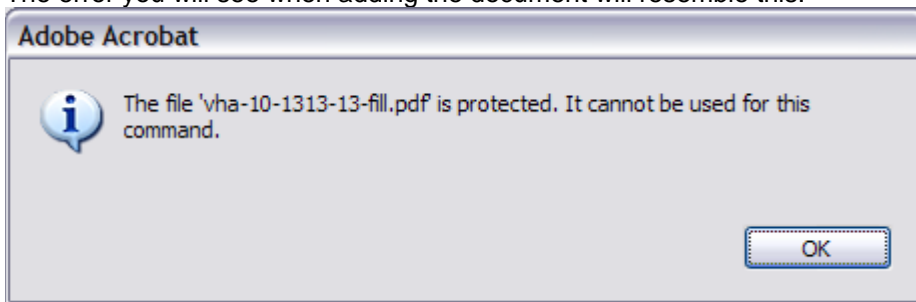 The error you will see when adding the document will resemble this:
Adobe Acrobat
The file 'vha-10-1313-13-fill.pdf' is protected. It cannot be used for this
command.
OK